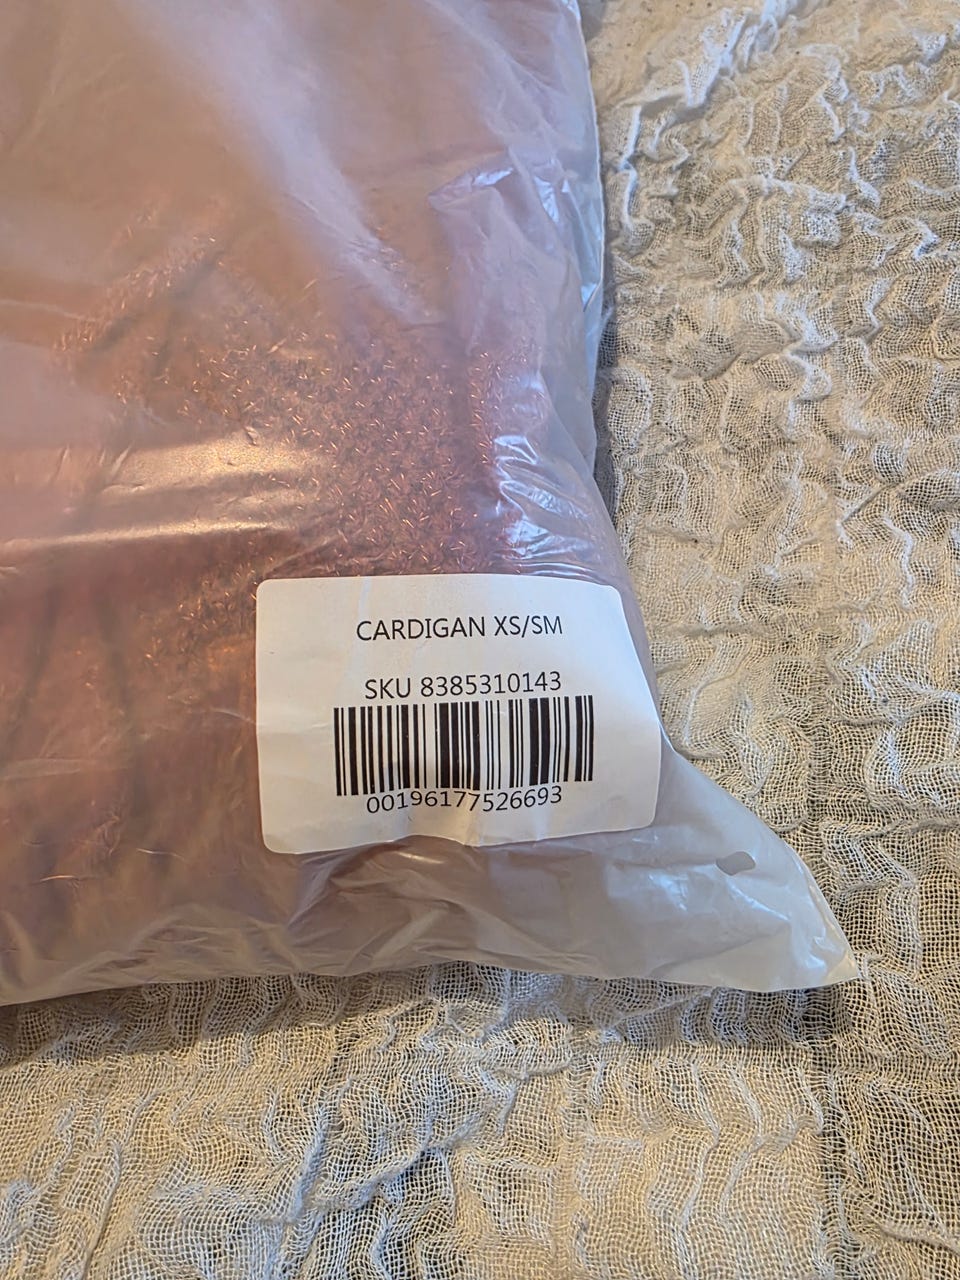 CARDIGAN XS/SM
SKU 8385310143
00196177526693